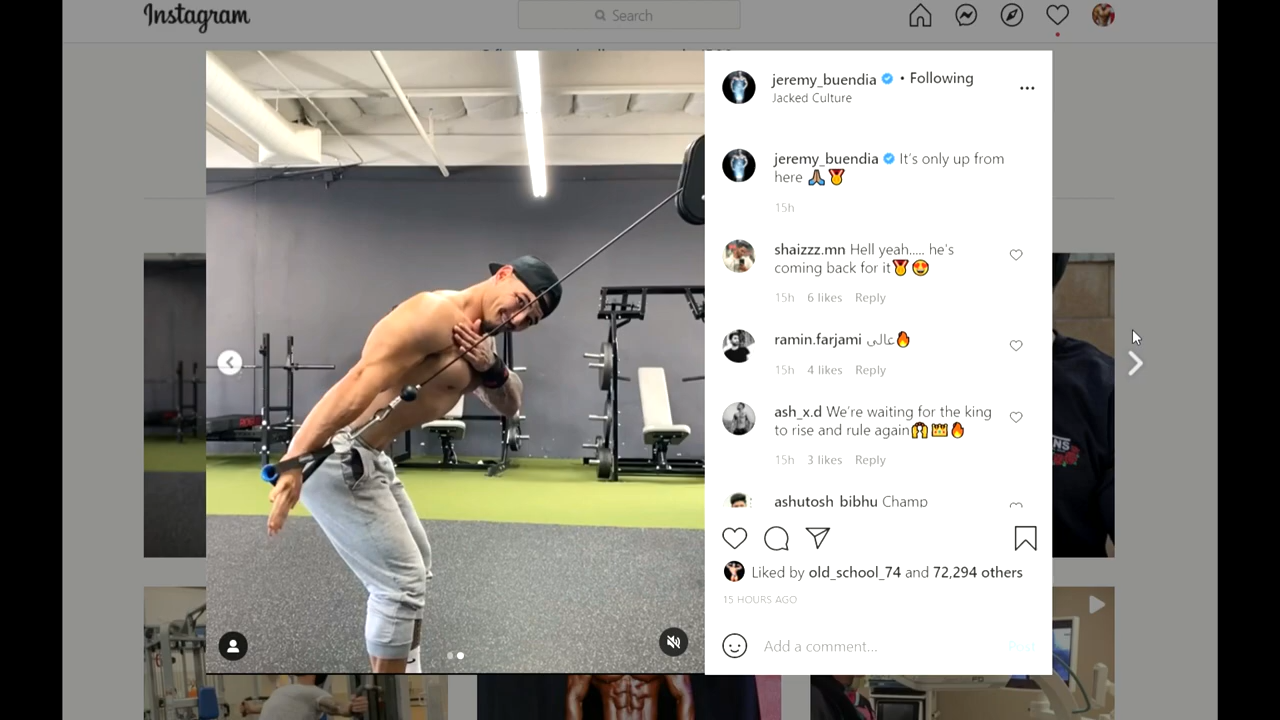 Instagram
Search
jeremy_buendia • Following
Jacked Culture
jeremy_buendia It's only up from
here 🙏🏅
15h
shaizzz.mn Hell yeah..... he's
coming back for it🏅😍
15h 6 likes Reply
ramin.farjami عالی🔥
15h 4 likes Reply
ash_x.d We're waiting for the king
to rise and rule again🙌👑🔥
15h 3 likes Reply
ashutosh_bibhu Champ
Liked by old_school_74 and 72,294 others
15 HOURS AGO
Add a comment...
Post